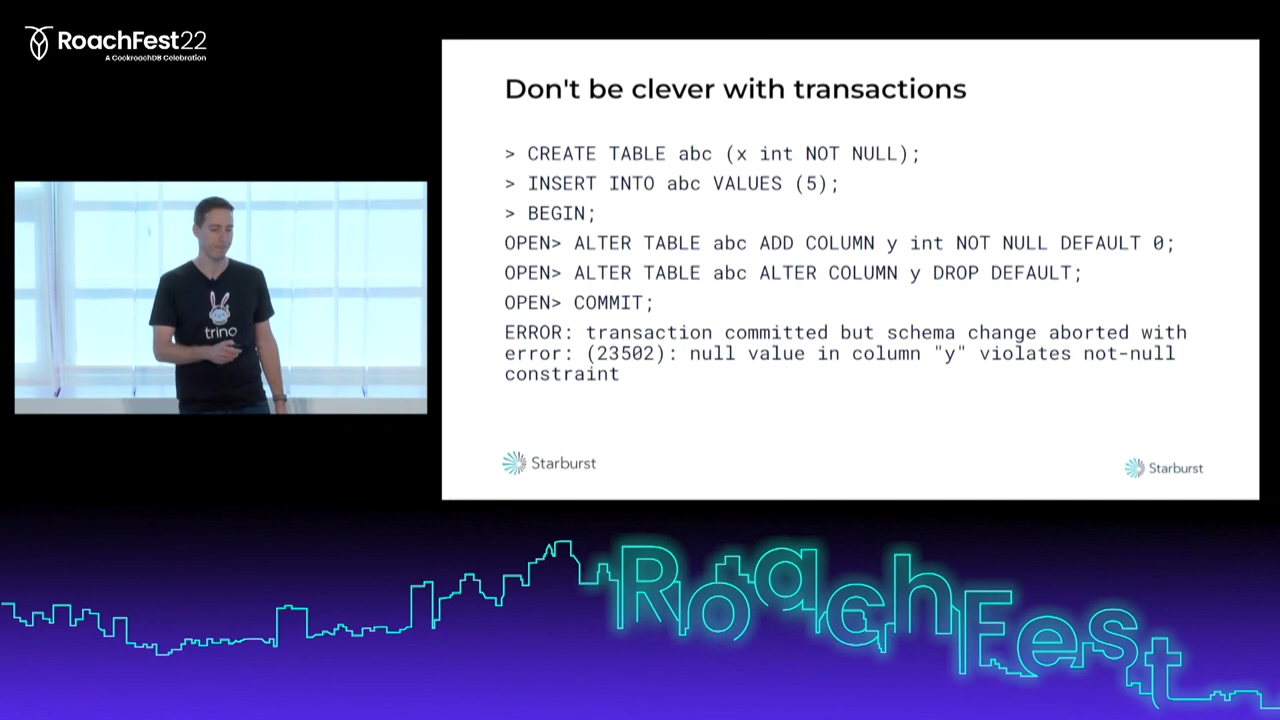 RoachFest22
A CockroachDB Celebration
Don't be clever with transactions
> CREATE TABLE abc (x int NOT NULL);
> INSERT INTO abc VALUES (5);
> BEGIN;
OPEN> ALTER TABLE abc ADD COLUMN y int NOT NULL DEFAULT 0;
OPEN> ALTER TABLE abc ALTER COLUMN y DROP DEFAULT;
OPEN> COMMIT;
ERROR: transaction committed but schema change aborted with
error: (23502): null value in column "y" violates not-null
constraint
trino
Starburst
Starburst
RoachFest